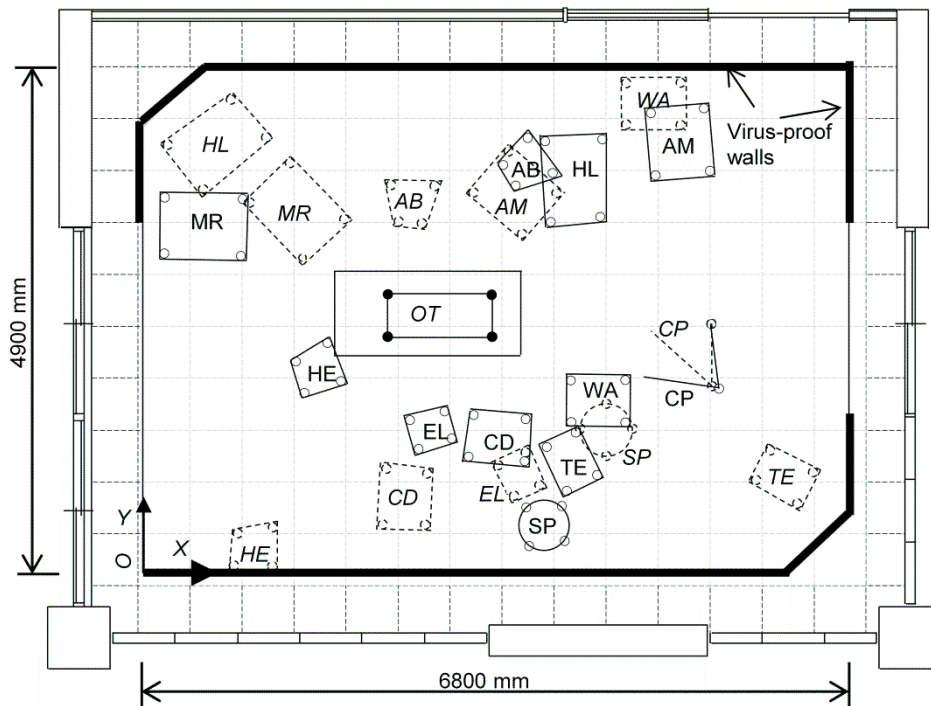 WA
HL
AM
Virus-proof
walls
AB
HL
MR
MR
AB
AM
4900 mm
OT
CP
HE
CP
WA
EL
CD
TE
SP
TE
EL
CD
Y
SP
X
HE
O
6800 mm